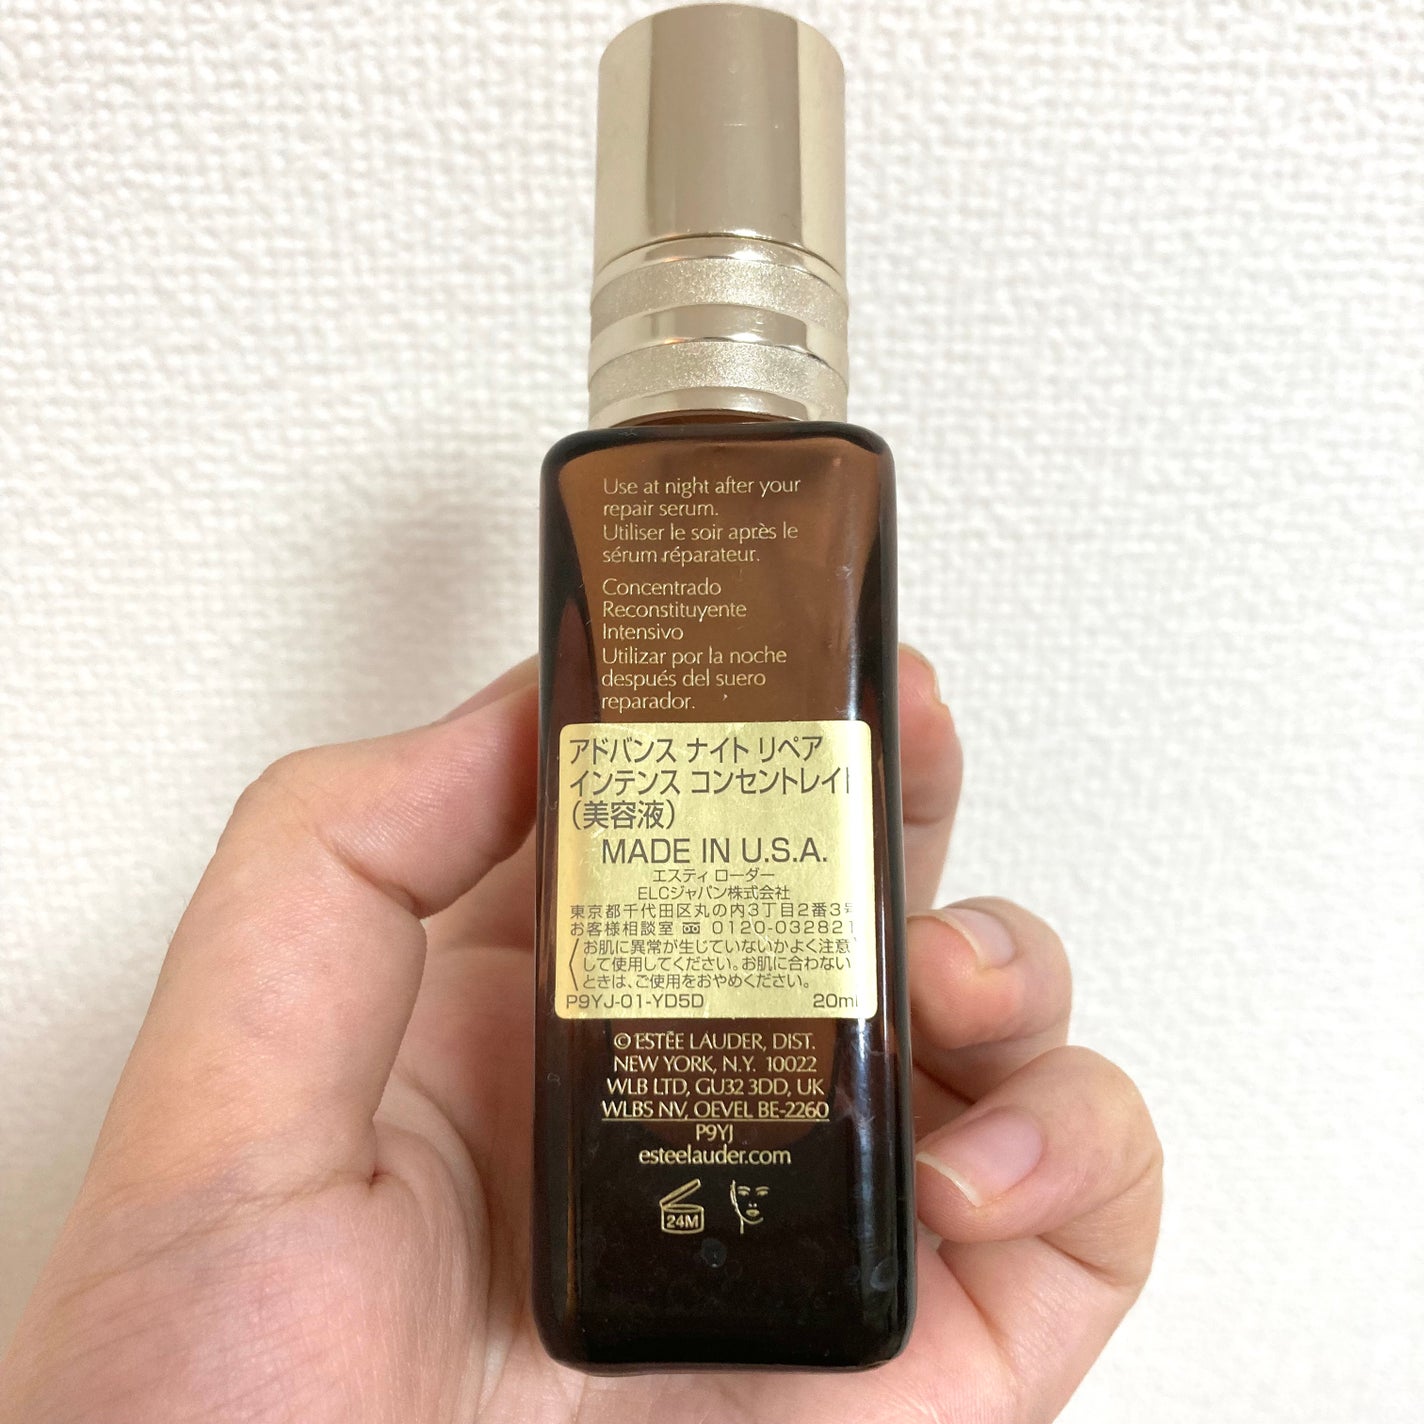 Use at night after your
repair serum.
Utiliser le soir après le
sérum réparateur.
Concentrado
Reconstituyente
Intensivo
Utilizar por la noche
después del suero
reparador.
アドバンス ナイト リペア
インテンス コンセントレイト
（美容液）
MADE IN U.S.A.
エスティ ローダー
ELCジャパン株式会社
東京都千代田区丸の内3丁目2番3号
お客様相談室 0120-032821
お肌に異常が生じていないかよく注意
して使用してください。お肌に合わない
ときは、ご使用をおやめください。
P9YJ-01-YD5D 20ml
© ESTĒE LAUDER, DIST.
NEW YORK, N.Y. 10022
WLB LTD, GU32 3DD, UK
WLBS NV, OEVEL BE-2260
P9YJ
esteelauder.com
24M